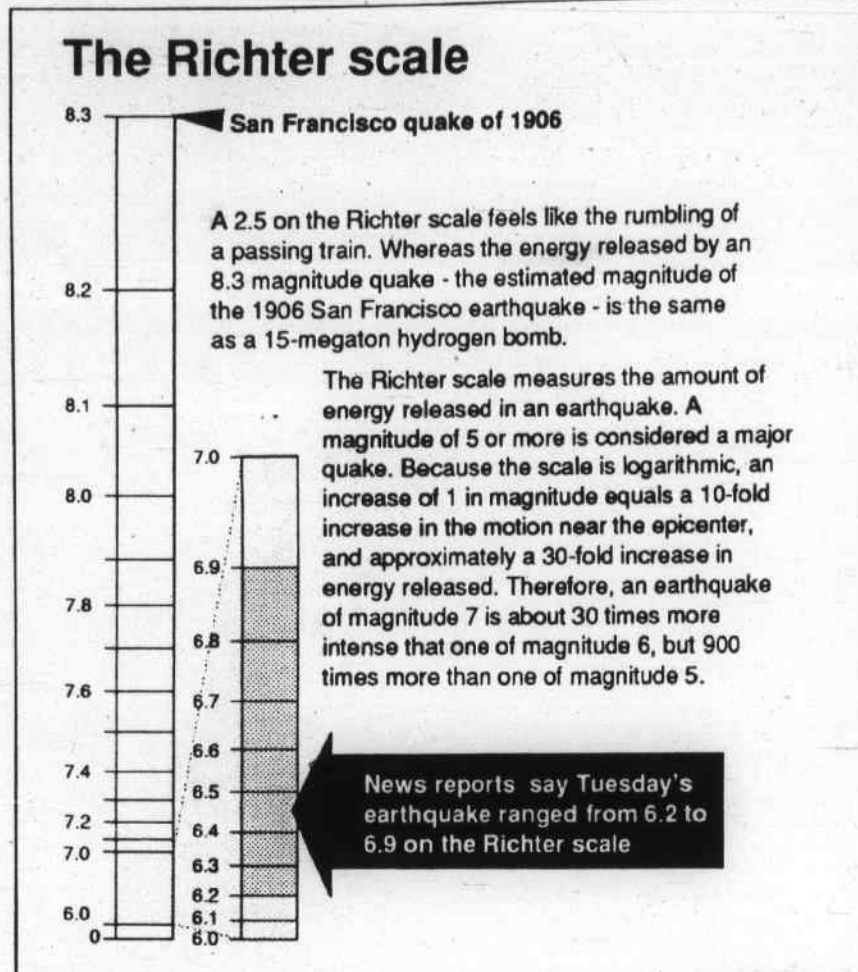 The Richter scale
8.3
San Francisco quake of 1906
A 2.5 on the Richter scale feels like the rumbling of
a passing train. Whereas the energy released by an
8.3 magnitude quake - the estimated magnitude of
the 1906 San Francisco earthquake - is the same
as a 15-megaton hydrogen bomb.
8.2
8.1
8.0
7.8
7.6
7.4
7.2
7.0
6.0
0
The Richter scale measures the amount of
energy released in an earthquake. A
magnitude of 5 or more is considered a major
quake. Because the scale is logarithmic, an
increase of 1 in magnitude equals a 10-fold
increase in the motion near the epicenter,
and approximately a 30-fold increase in
energy released. Therefore, an earthquake
of magnitude 7 is about 30 times more
intense that one of magnitude 6, but 900
times more than one of magnitude 5.
7.0
6.9
6.8
6.7
6.6
6.5
6.4
6.3
6.2
6.1
6.0
News reports say Tuesday's
earthquake ranged from 6.2 to
6.9 on the Richter scale